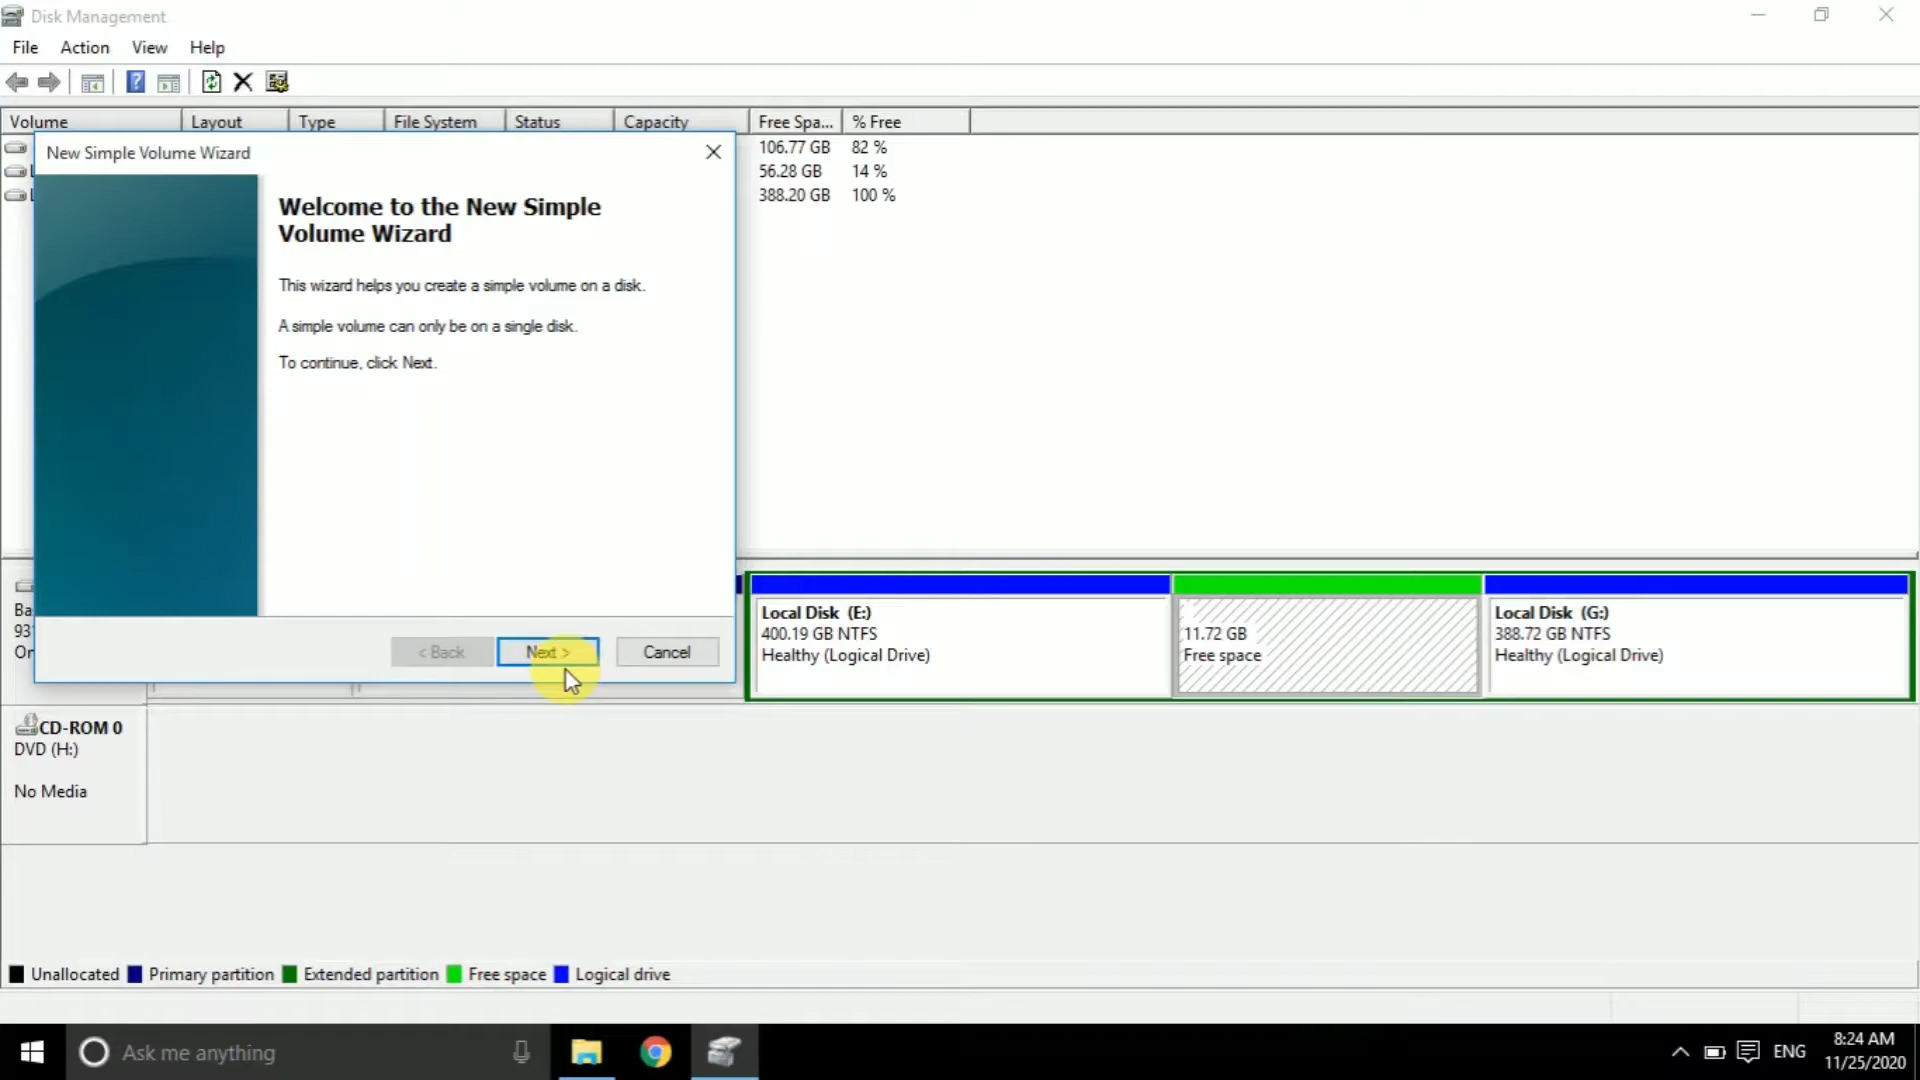 Disk Management
File Action View Help
Volume Layout Type File System Status Capacity Free Spa... % Free
106.77 GB 82 %
56.28 GB 14 %
388.20 GB 100 %
New Simple Volume Wizard
Welcome to the New Simple
Volume Wizard
This wizard helps you create a simple volume on a disk.
A simple volume can only be on a single disk.
To continue, click Next.
< Back Next > Cancel
Ba
93
On
Local Disk (E:)
400.19 GB NTFS
Healthy (Logical Drive)
11.72 GB
Free space
Local Disk (G:)
388.72 GB NTFS
Healthy (Logical Drive)
CD-ROM 0
DVD (H:)
No Media
Unallocated Primary partition Extended partition Free space Logical drive
Ask me anything
ENG
8:24 AM
11/25/2020